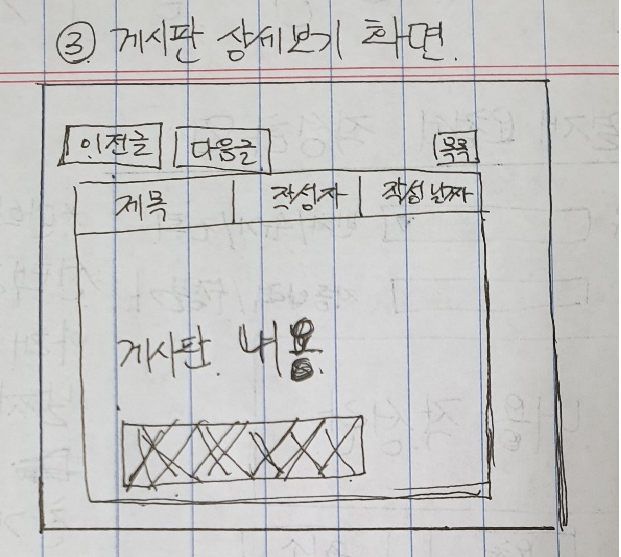 ③ 게시판 상세보기 화면.
이전글 다음글 목록
제목 작성자 작성날짜
게시판 내용.